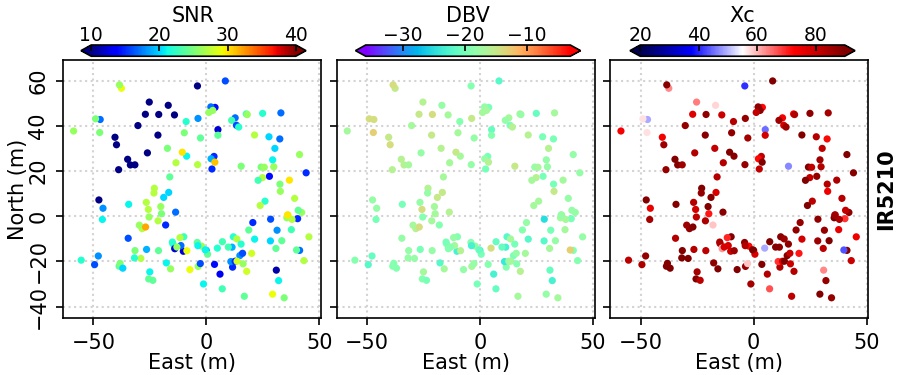 SNR DBV Xc
10 20 30 40 −30 −20 −10 20 40 60 80
60
40
20
0
−20
−40
North (m)
−50 0 50 −50 0 50 −50 0 50
East (m) East (m) East (m)
IR5210